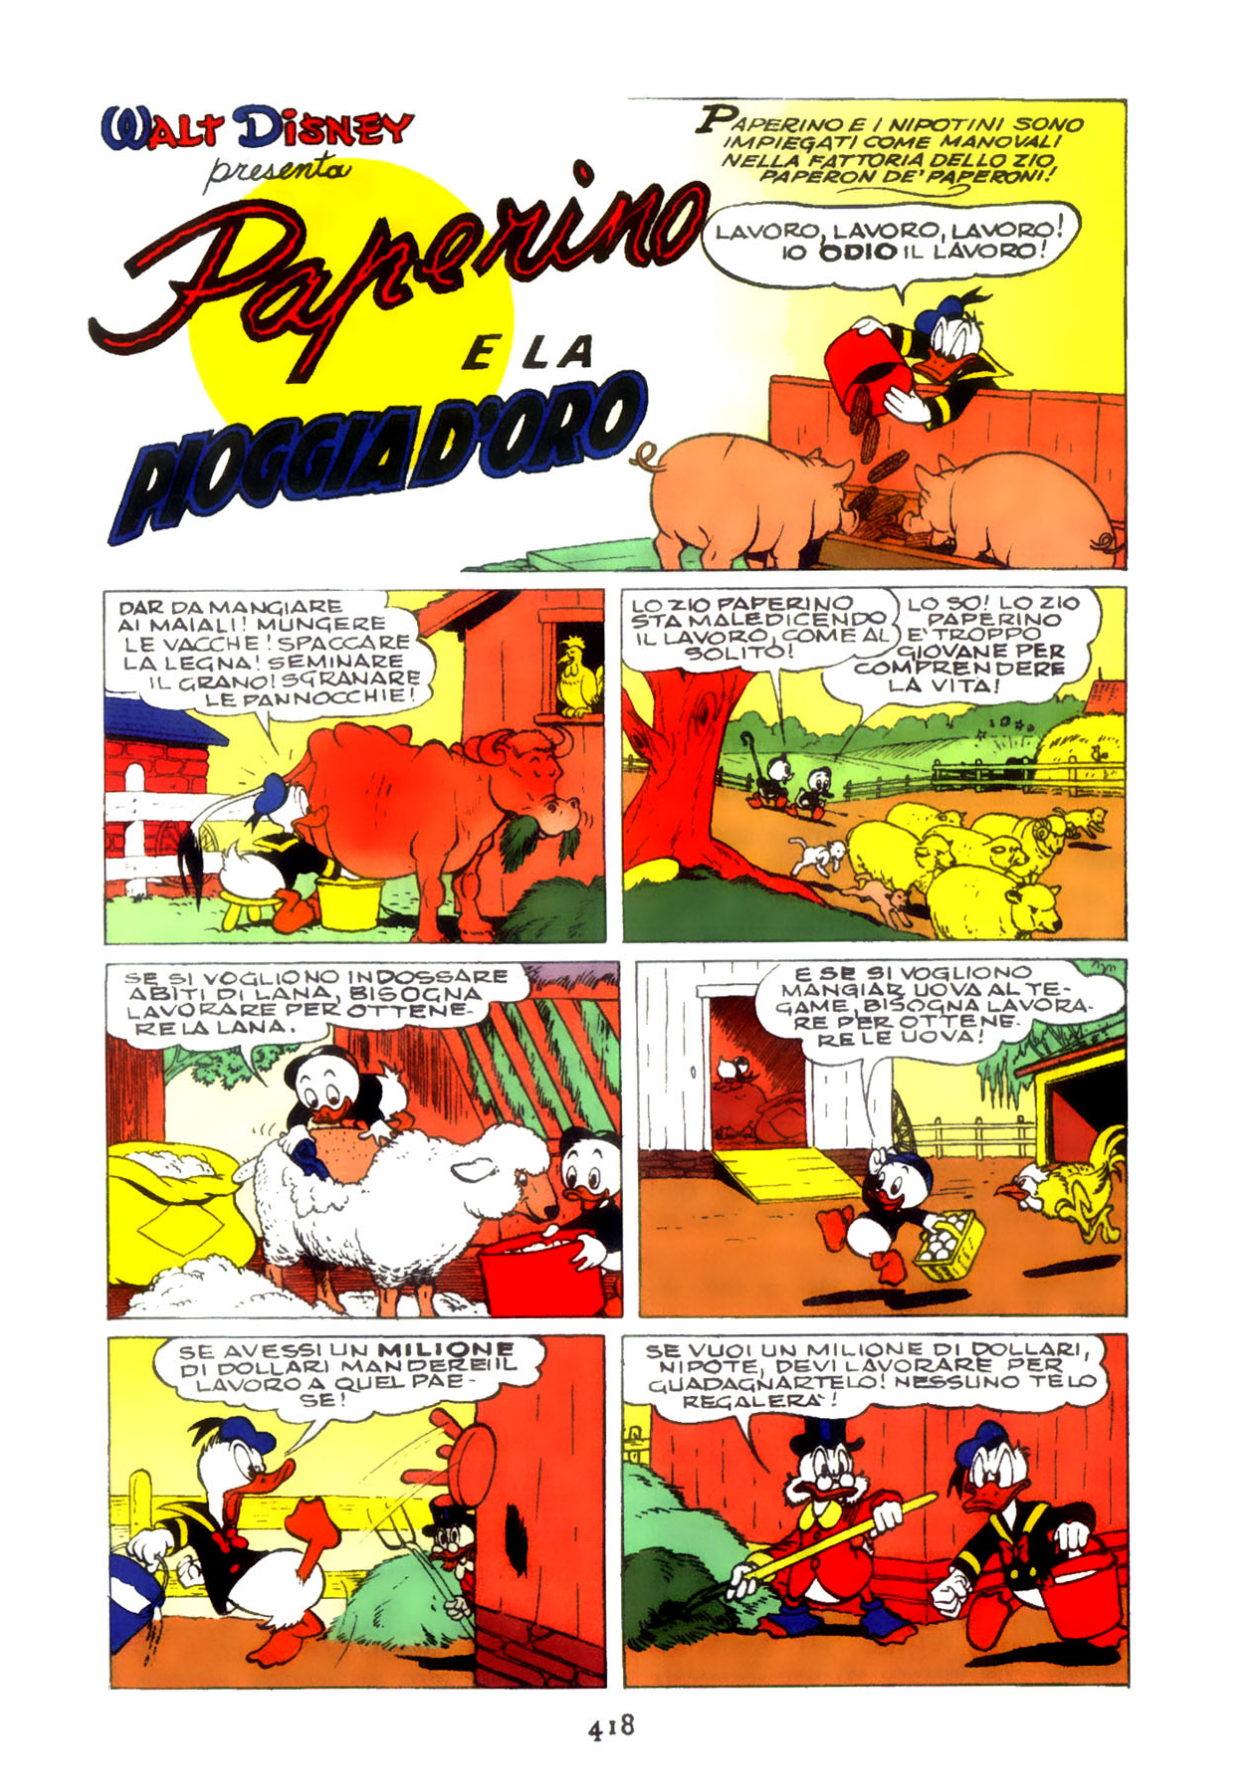 WALT DISNEY
presenta
Paperino
E LA
PIOGGIA D'ORO
PAPERINO E I NIPOTINI SONO
IMPIEGATI COME MANOVALI
NELLA FATTORIA DELLO ZIO
PAPERON DE' PAPERONI!
LAVORO, LAVORO, LAVORO!
IO ODIO IL LAVORO!
DAR DA MANGIARE
AI MAIALI! MUNGERE
LE VACCHE! SPACCARE
LA LEGNA! SEMINARE
IL GRANO! SGRANARE
LE PANNOCCHIE!
LO ZIO PAPERINO
STA MALEDICENDO
IL LAVORO, COME AL
SOLITO!
LO SO! LO ZIO
PAPERINO
E' TROPPO
GIOVANE PER
COMPRENDERE
LA VITA!
SE SI VOGLIONO INDOSSARE
ABITI DI LANA, BISOGNA
LAVORARE PER OTTENE-
RE LA LANA.
E SE SI VOGLIONO
MANGIAR UOVA AL TE-
GAME, BISOGNA LAVORA-
RE PER OTTENE-
RE LE UOVA!
SE AVESSI UN MILIONE
DI DOLLARI MANDEREI IL
LAVORO A QUEL PAE-
SE!
SE VUOI UN MILIONE DI DOLLARI,
NIPOTE, DEVI LAVORARE PER
GUADAGNARTELO! NESSUNO TE LO
REGALERA'!
418